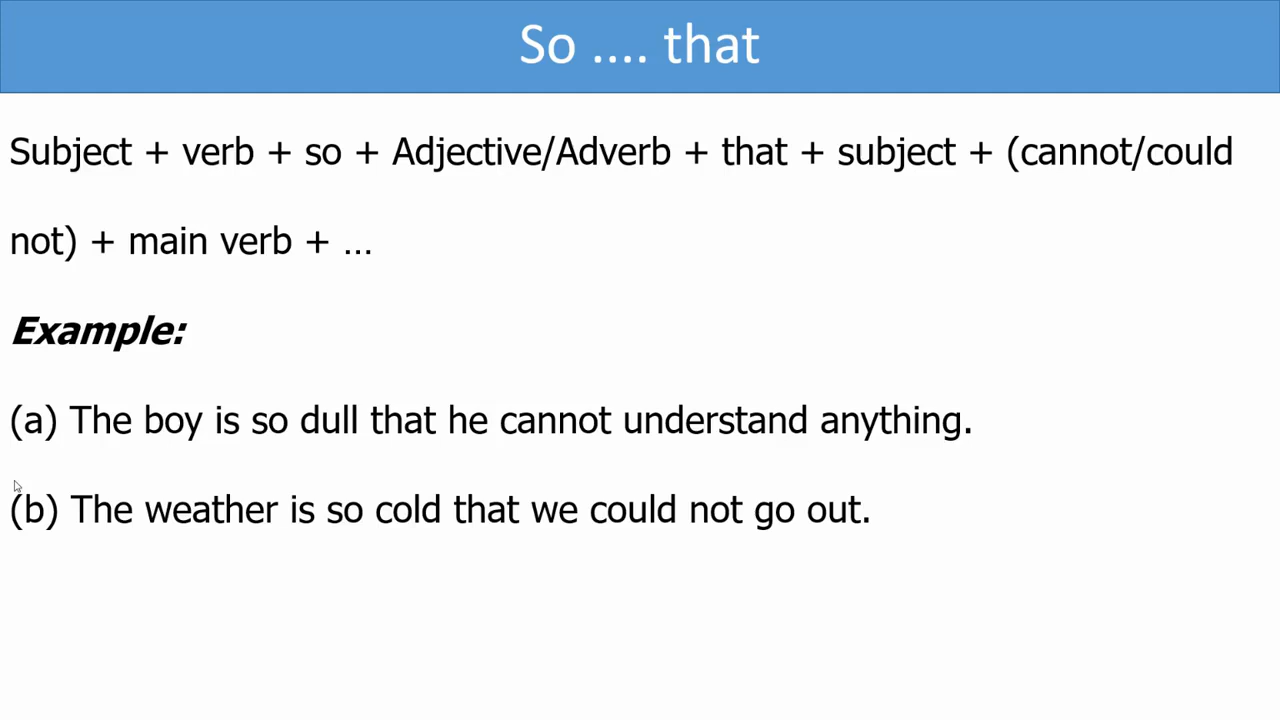 So .... that
Subject + verb + so + Adjective/Adverb + that + subject + (cannot/could
not) + main verb + ...
Example:
(a) The boy is so dull that he cannot understand anything.
(b) The weather is so cold that we could not go out.